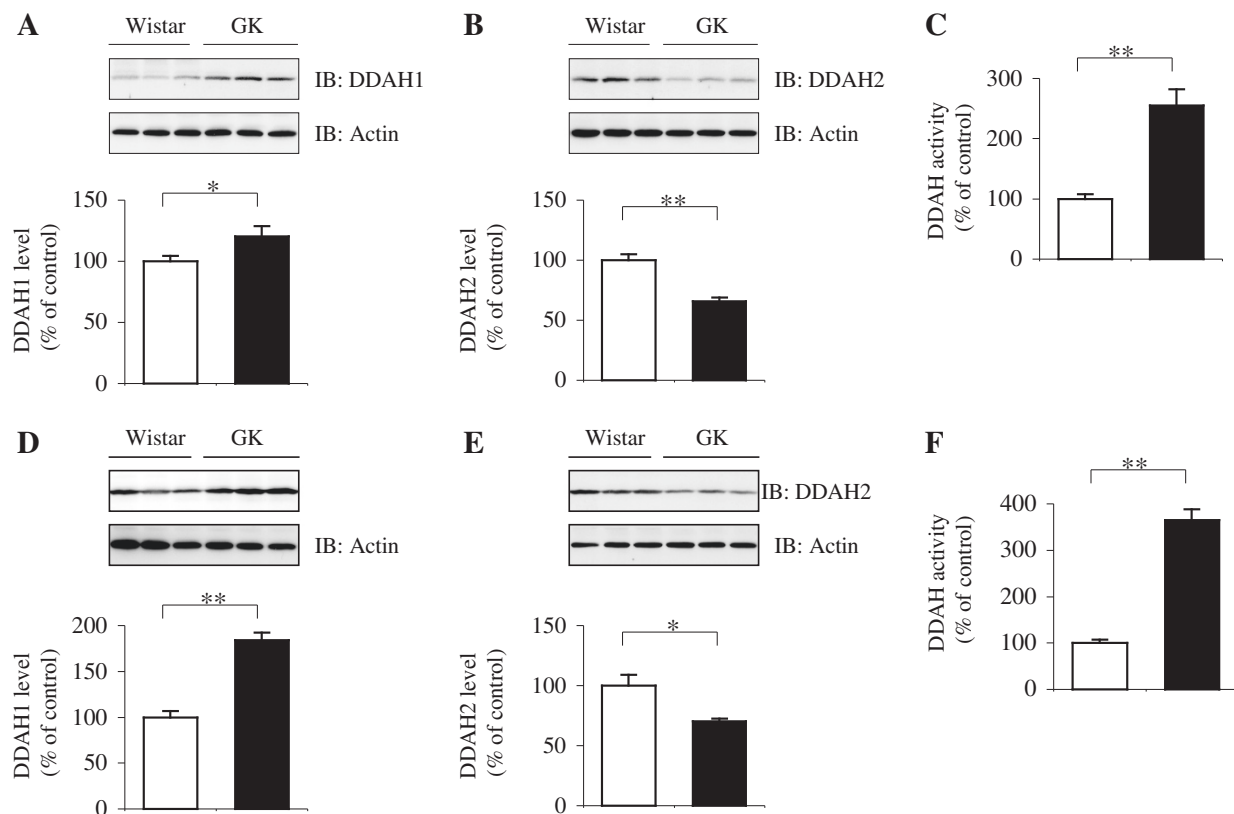 A
Wistar GK
IB: DDAH1
IB: Actin
*
DDAH1 level
(% of control)
150
100
50
0
B
Wistar GK
IB: DDAH2
IB: Actin
**
DDAH2 level
(% of control)
150
100
50
0
C
**
DDAH activity
(% of control)
300
200
100
0
D
Wistar GK
IB: Actin
**
DDAH1 level
(% of control)
200
150
100
50
0
E
Wistar GK
IB: DDAH2
IB: Actin
*
DDAH2 level
(% of control)
150
100
50
0
F
**
DDAH activity
(% of control)
400
300
200
100
0